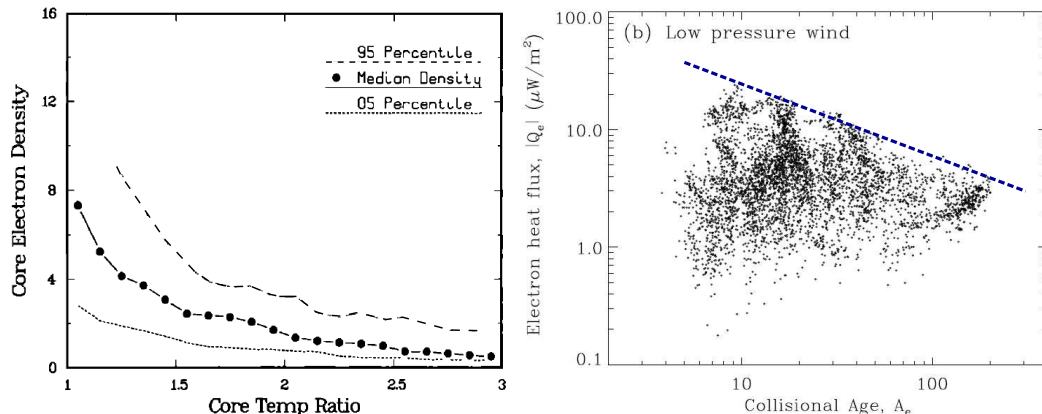 16
12
8
4
0
1
1.5
2
2.5
3
Core Electron Density
Core Temp Ratio
95 Percentile
Median Density
05 Percentile
(b) Low pressure wind
100.0
10.0
1.0
0.1
10
100
Electron heat flux, |Qe| (μW/m²)
Collisional Age, Ae